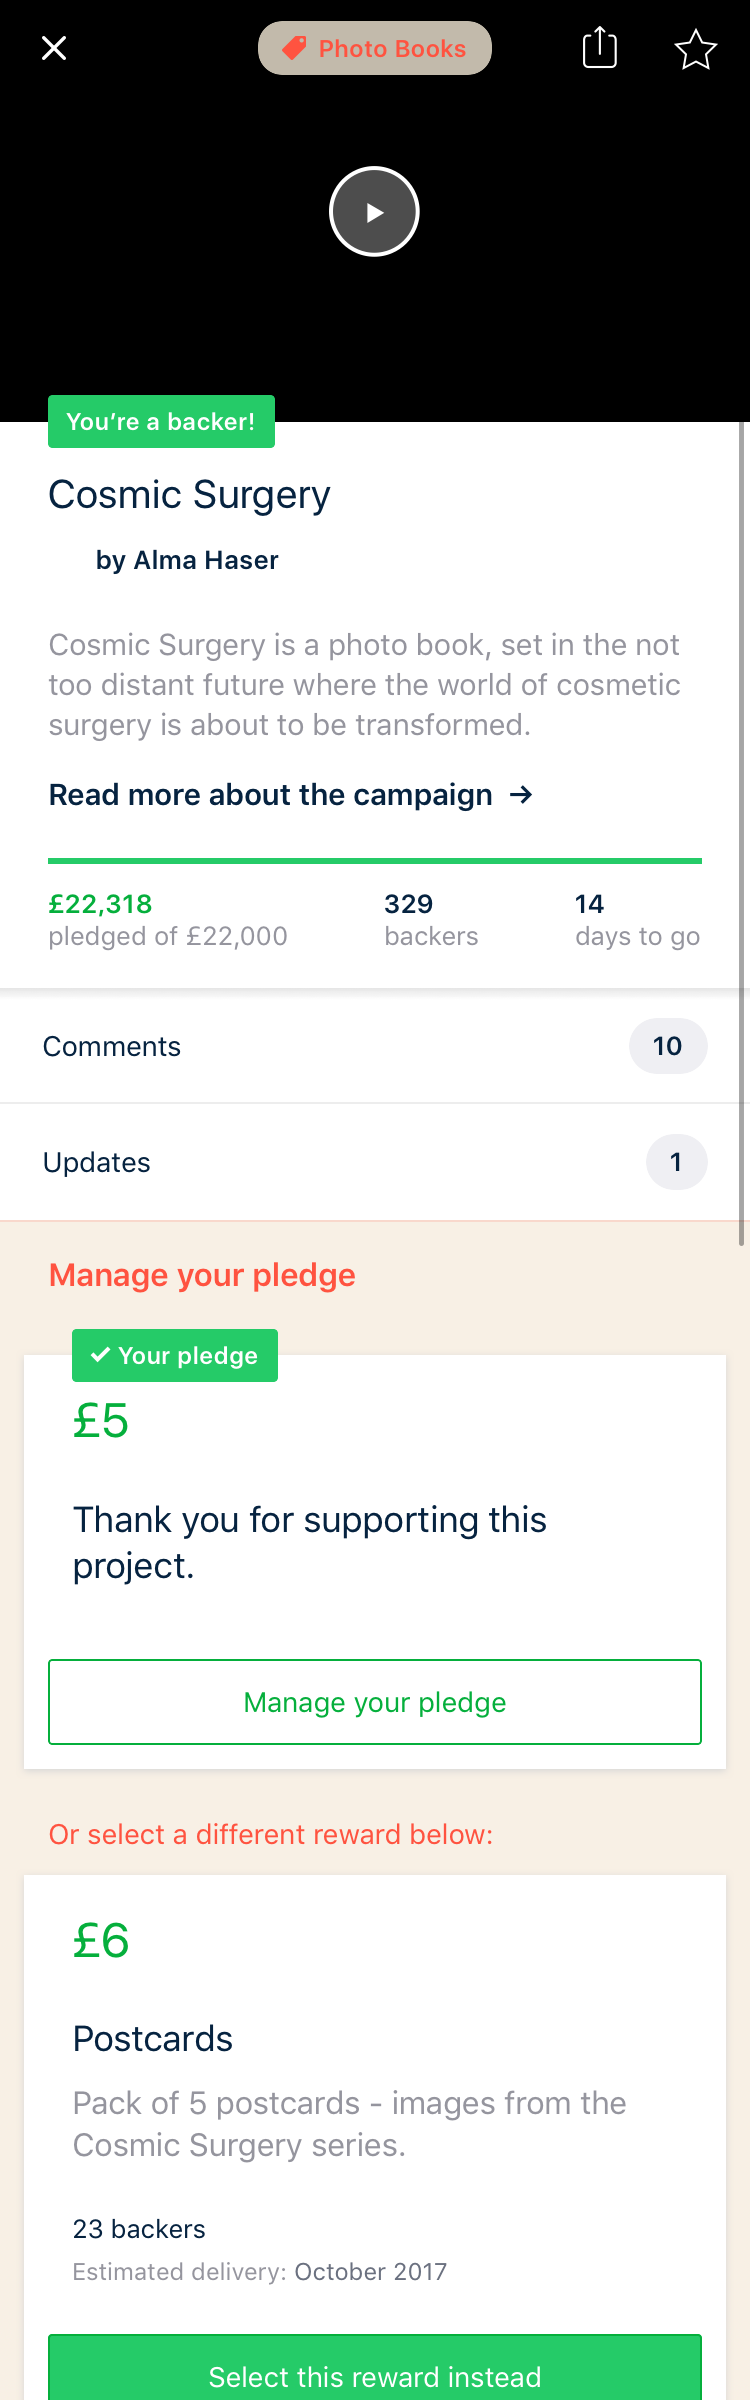 Photo Books
You’re a backer!
Cosmic Surgery
by Alma Haser
Cosmic Surgery is a photo book, set in the not
too distant future where the world of cosmetic
surgery is about to be transformed.
Read more about the campaign →
£22,318
pledged of £22,000
329
backers
14
days to go
Comments
10
Updates
1
Manage your pledge
Your pledge
£5
Thank you for supporting this
project.
Manage your pledge
Or select a different reward below:
£6
Postcards
Pack of 5 postcards - images from the
Cosmic Surgery series.
23 backers
Estimated delivery: October 2017
Select this reward instead